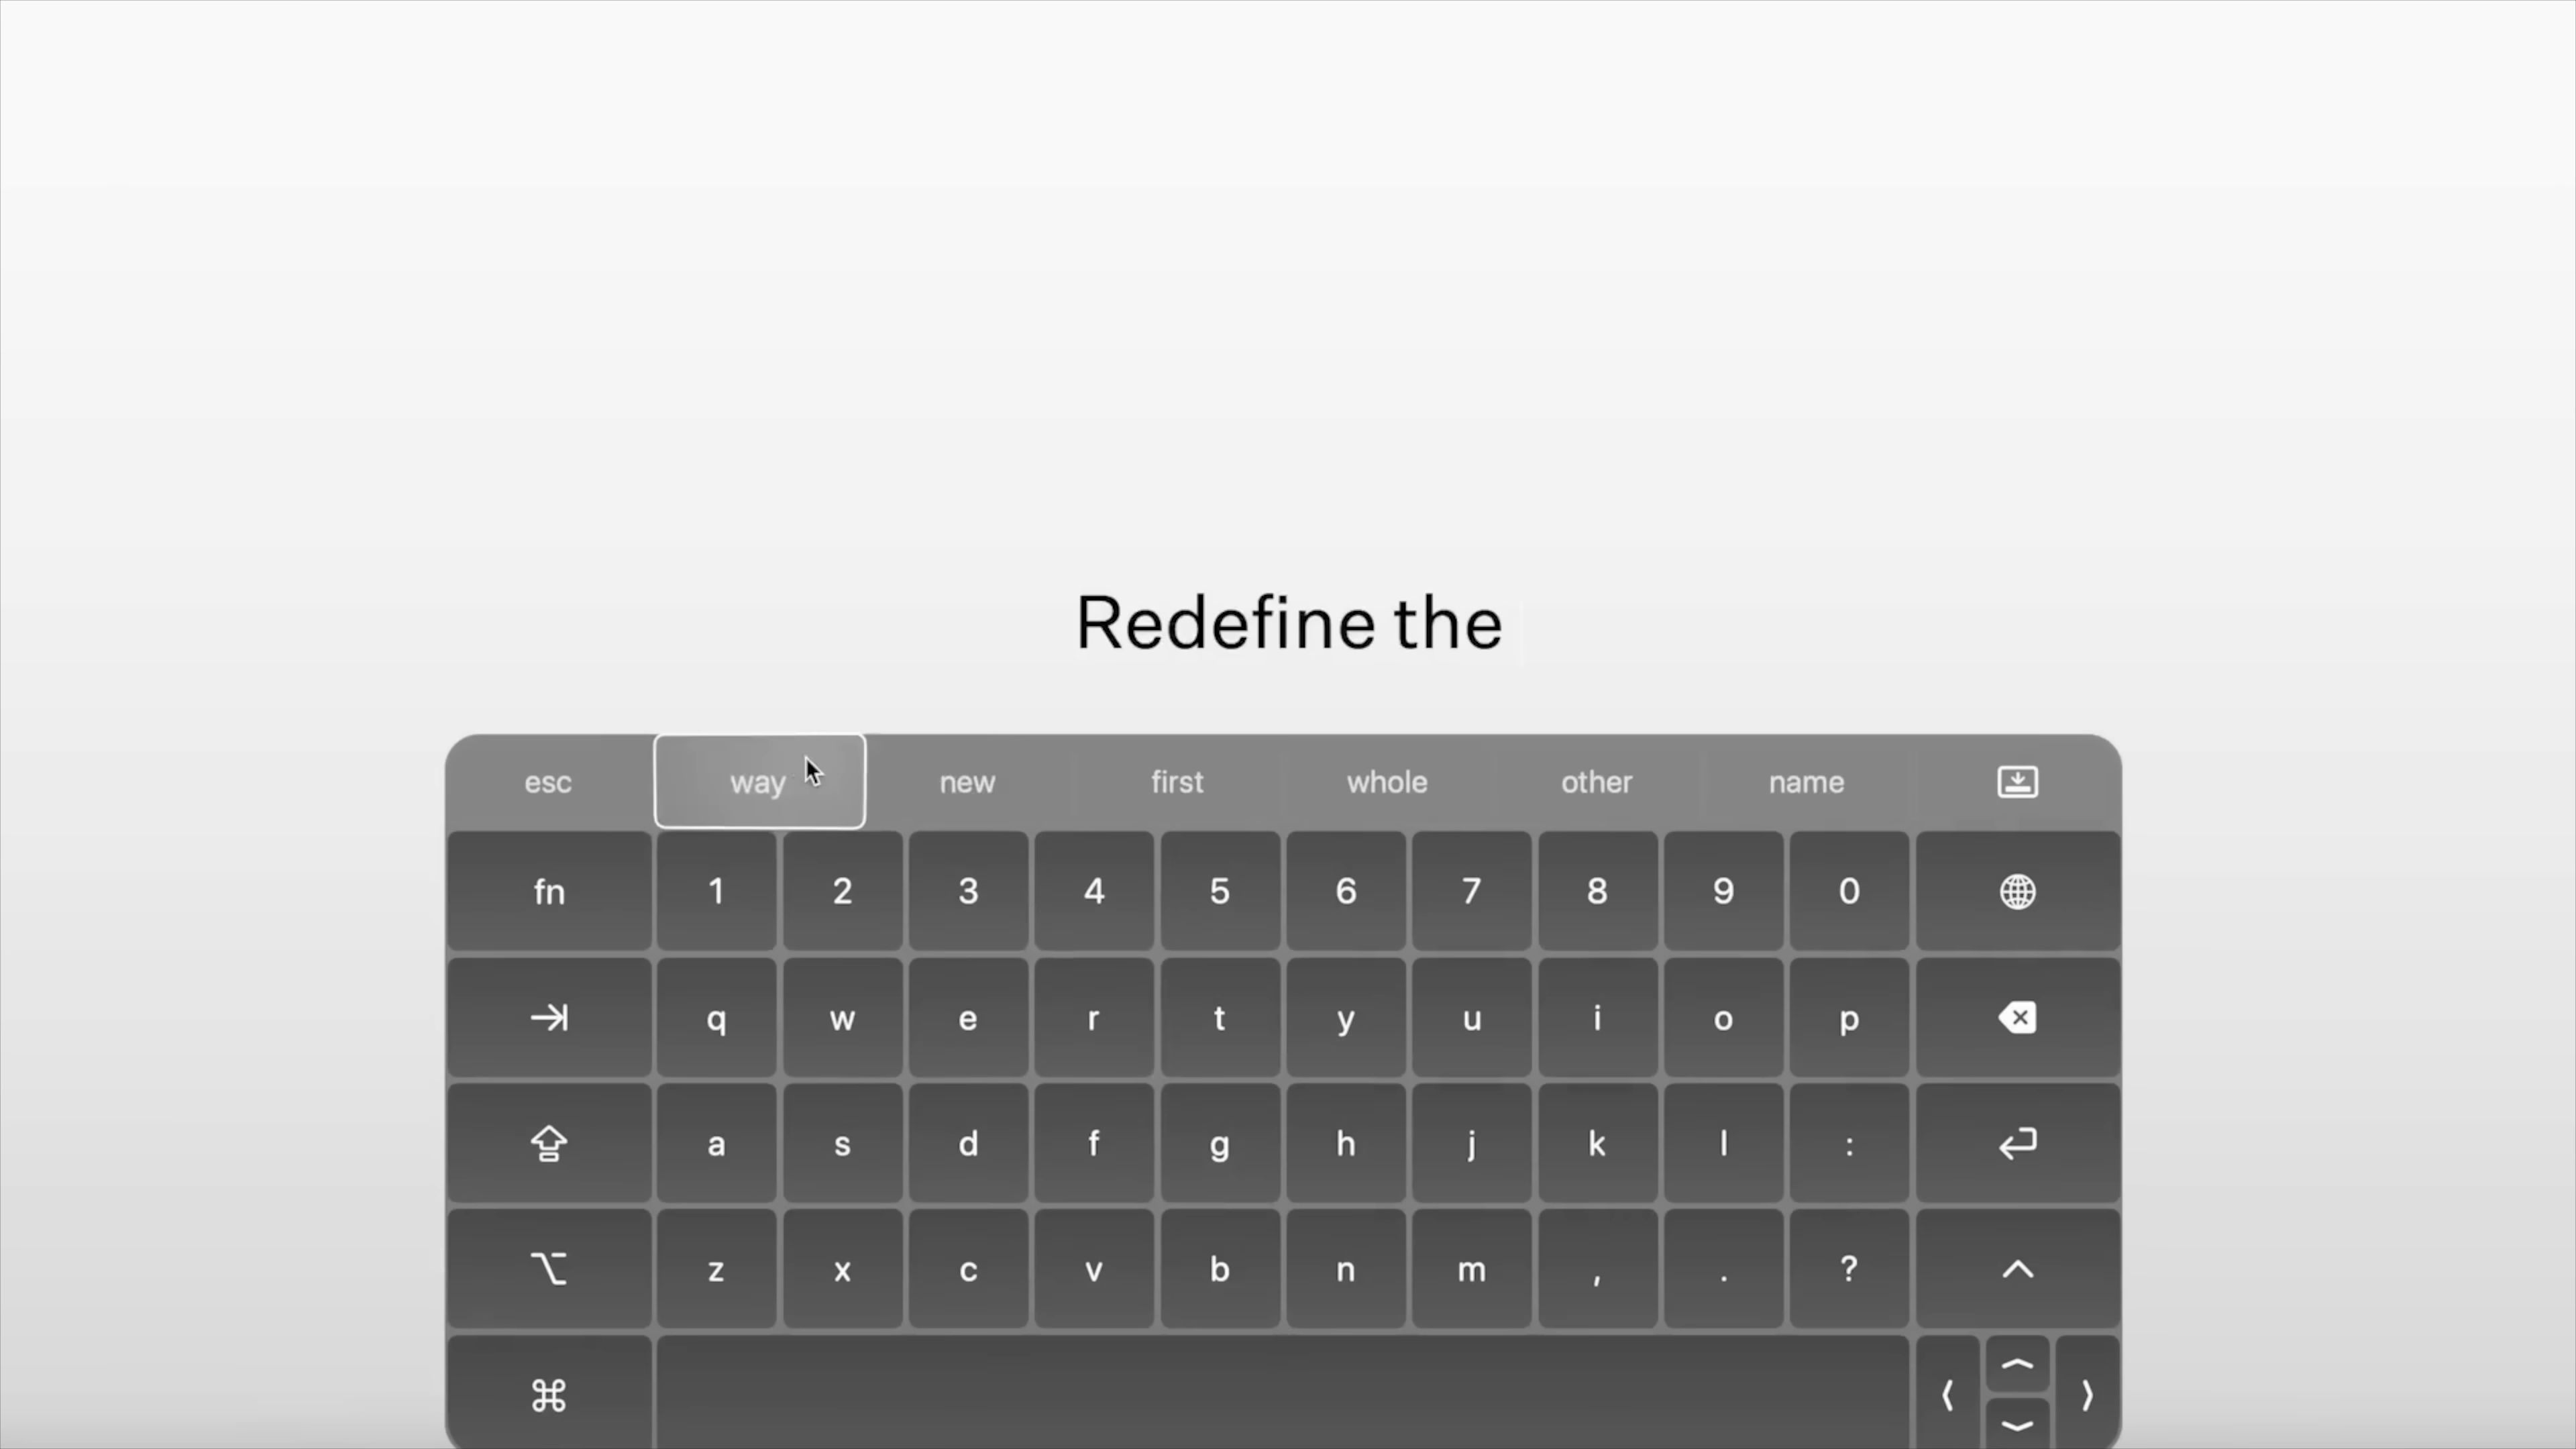 Redefine the
esc way new first whole other name
fn 1 2 3 4 5 6 7 8 9 0
q w e r t y u i o p
a s d f g h j k l :
z x c v b n m , . ?